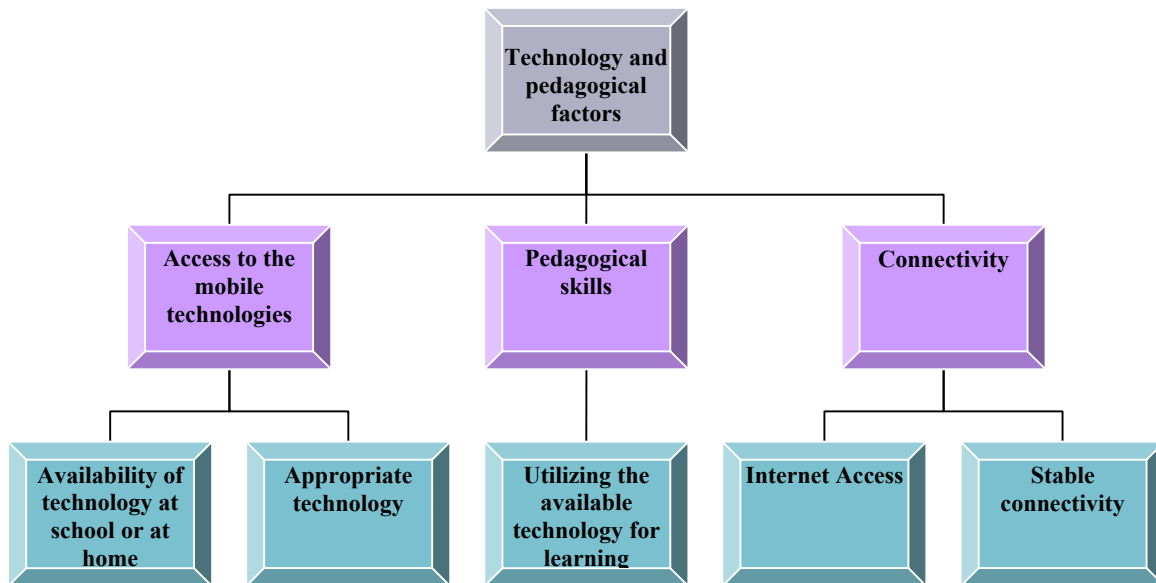 Technology and
pedagogical
factors
Access to the
mobile
technologies
Pedagogical
skills
Connectivity
Availability of
technology at
school or at
home
Appropriate
technology
Utilizing the
available
technology for
learning
Internet Access
Stable
connectivity